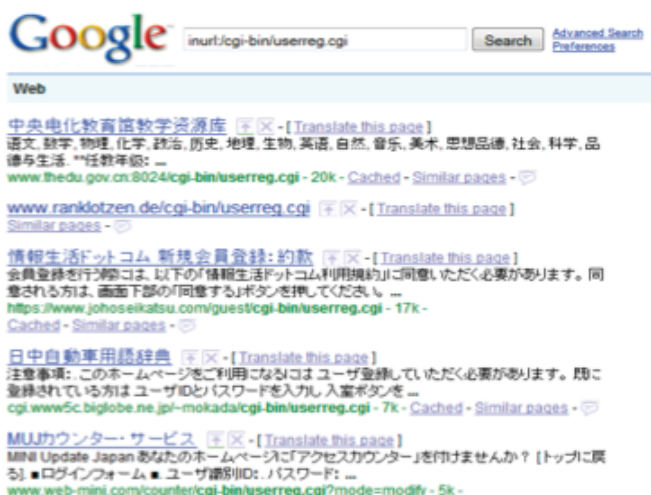 Google inurl:/cgi-bin/userreg.cgi Search Advanced Search
Preferences
Web
中央电化教育馆教学资源库 - [ Translate this page ]
语文, 数学, 物理, 化学, 政治, 历史, 地理, 生物, 英语, 自然, 音乐, 美术, 思想品德, 社会, 科学, 品
德与生活. **任教年级: ...
www.thedu.gov.cn:8024/cgi-bin/userreg.cgi - 20k - Cached - Similar pages -
www.ranklotzen.de/cgi-bin/userreg.cgi - [ Translate this page ]
Similar pages -
情報生活ドットコム 新規会員登録:約款 - [ Translate this page ]
会員登録を行う際には、以下の「情報生活ドットコム利用規約」に同意いただく必要があります。同
意される方は、画面下部の「同意する」ボタンを押してください。 ...
https://www.johoseikatsu.com/guest/cgi-bin/userreg.cgi - 17k -
Cached - Similar pages -
日中自動車用語辞典 - [ Translate this page ]
注意事項:. このホームページをご利用になるには ユーザ登録していただく必要があります。既に
登録されている方は ユーザIDとパスワードを入力し 入室ボタンを ...
cgi.www5c.biglobe.ne.jp/~mokada/cgi-bin/userreg.cgi - 7k - Cached - Similar pages -
MUJカウンター・サービス - [ Translate this page ]
MINI Update Japan あなたのホームページに「アクセスカウンター」を付けませんか? [トップに戻
る]. ■ログインフォーム ■. ユーザ識別ID:. パスワード: ...
www.web-mini.com/counter/cgi-bin/userreg.cgi?mode=modify - 5k -